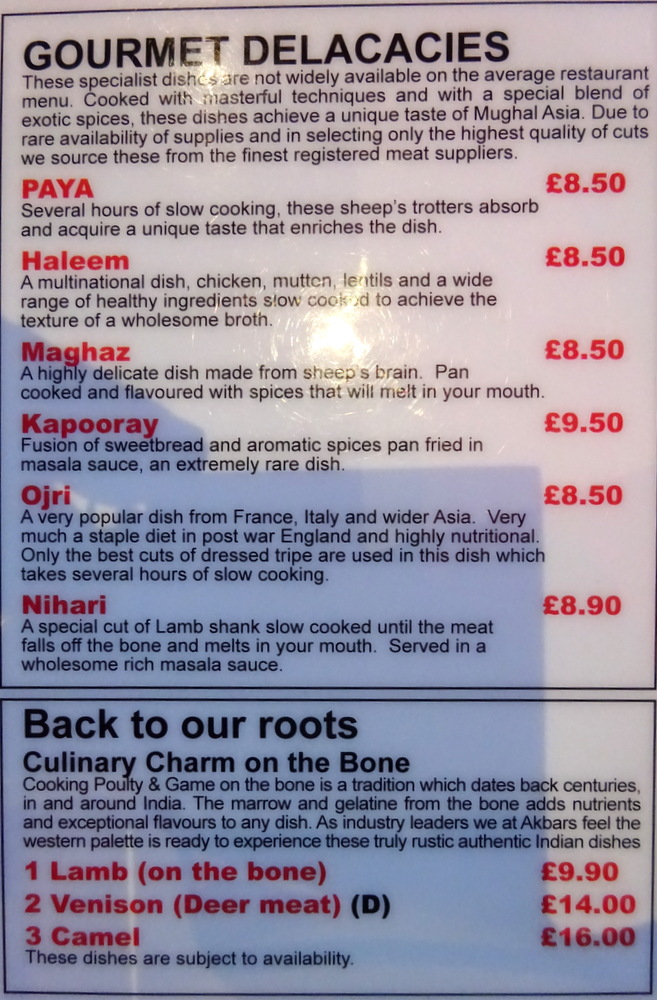 GOURMET DELACACIES
These specialist dishes are not widely available on the average restaurant
menu. Cooked with masterful techniques and with a special blend of
exotic spices, these dishes achieve a unique taste of Mughal Asia. Due to
rare availability of supplies and in selecting only the highest quality of cuts
we source these from the finest registered meat suppliers.
PAYA £8.50
Several hours of slow cooking, these sheep's trotters absorb
and acquire a unique taste that enriches the dish.
Haleem £8.50
A multinational dish, chicken, mutton, lentils and a wide
range of healthy ingredients slow cooked to achieve the
texture of a wholesome broth.
Maghaz £8.50
A highly delicate dish made from sheep's brain. Pan
cooked and flavoured with spices that will melt in your mouth.
Kapooray £9.50
Fusion of sweetbread and aromatic spices pan fried in
masala sauce, an extremely rare dish.
Ojri £8.50
A very popular dish from France, Italy and wider Asia. Very
much a staple diet in post war England and highly nutritional.
Only the best cuts of dressed tripe are used in this dish which
takes several hours of slow cooking.
Nihari £8.90
A special cut of Lamb shank slow cooked until the meat
falls off the bone and melts in your mouth. Served in a
wholesome rich masala sauce.
Back to our roots
Culinary Charm on the Bone
Cooking Poulty & Game on the bone is a tradition which dates back centuries,
in and around India. The marrow and gelatine from the bone adds nutrients
and exceptional flavours to any dish. As industry leaders we at Akbars feel the
western palette is ready to experience these truly rustic authentic Indian dishes
1 Lamb (on the bone) £9.90
2 Venison (Deer meat) (D) £14.00
3 Camel £16.00
These dishes are subject to availability.